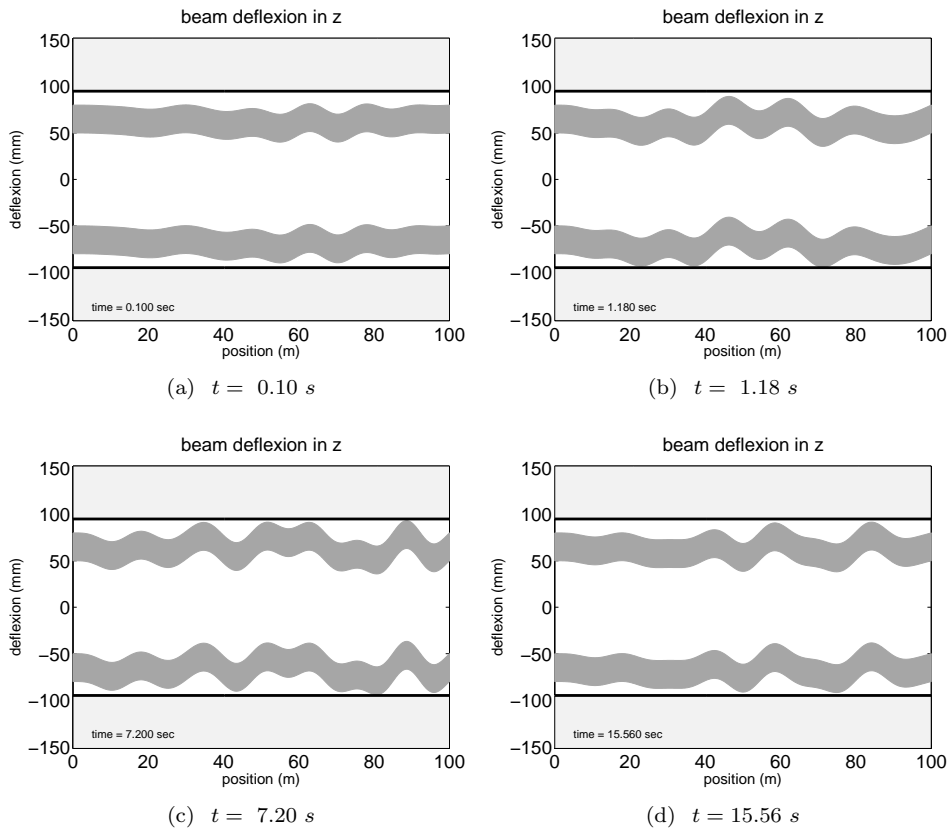 beam deflexion in z
150
100
50
0
−50
−100
−150
deflexion (mm)
time = 0.100 sec
0 20 40 60 80 100
position (m)
(a) t = 0.10 s
beam deflexion in z
150
100
50
0
−50
−100
−150
deflexion (mm)
time = 1.180 sec
0 20 40 60 80 100
position (m)
(b) t = 1.18 s
beam deflexion in z
150
100
50
0
−50
−100
−150
deflexion (mm)
time = 7.200 sec
0 20 40 60 80 100
position (m)
(c) t = 7.20 s
beam deflexion in z
150
100
50
0
−50
−100
−150
deflexion (mm)
time = 15.560 sec
0 20 40 60 80 100
position (m)
(d) t = 15.56 s